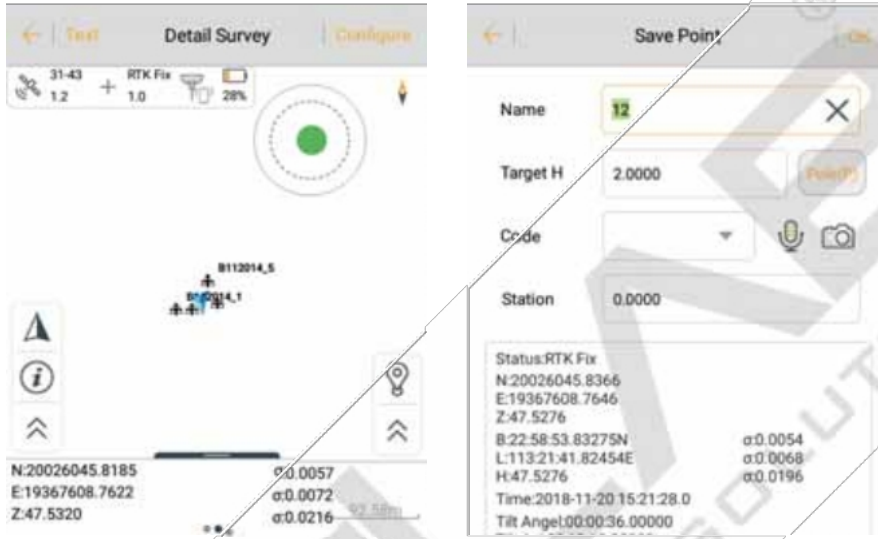 Text
Detail Survey
Configure
31-43
1.2
RTK Fix
1.0
28%
B112014_5
N:20026045.8185
E:19367608.7622
Z:47.5320
σ:0.0057
σ:0.0072
σ:0.0216
92.58m
Save Point
OK
Name
12
Target H
2.0000
Pole(P)
Code
Station
0.0000
Status:RTK Fix
N:20026045.8366
E:19367608.7646
Z:47.5276
B:22:58:53.83275N
σ:0.0054
L:113:21:41.82454E
σ:0.0068
H:47.5276
σ:0.0196
Time:2018-11-20 15:21:28.0
Tilt Angel:00:00:36.00000